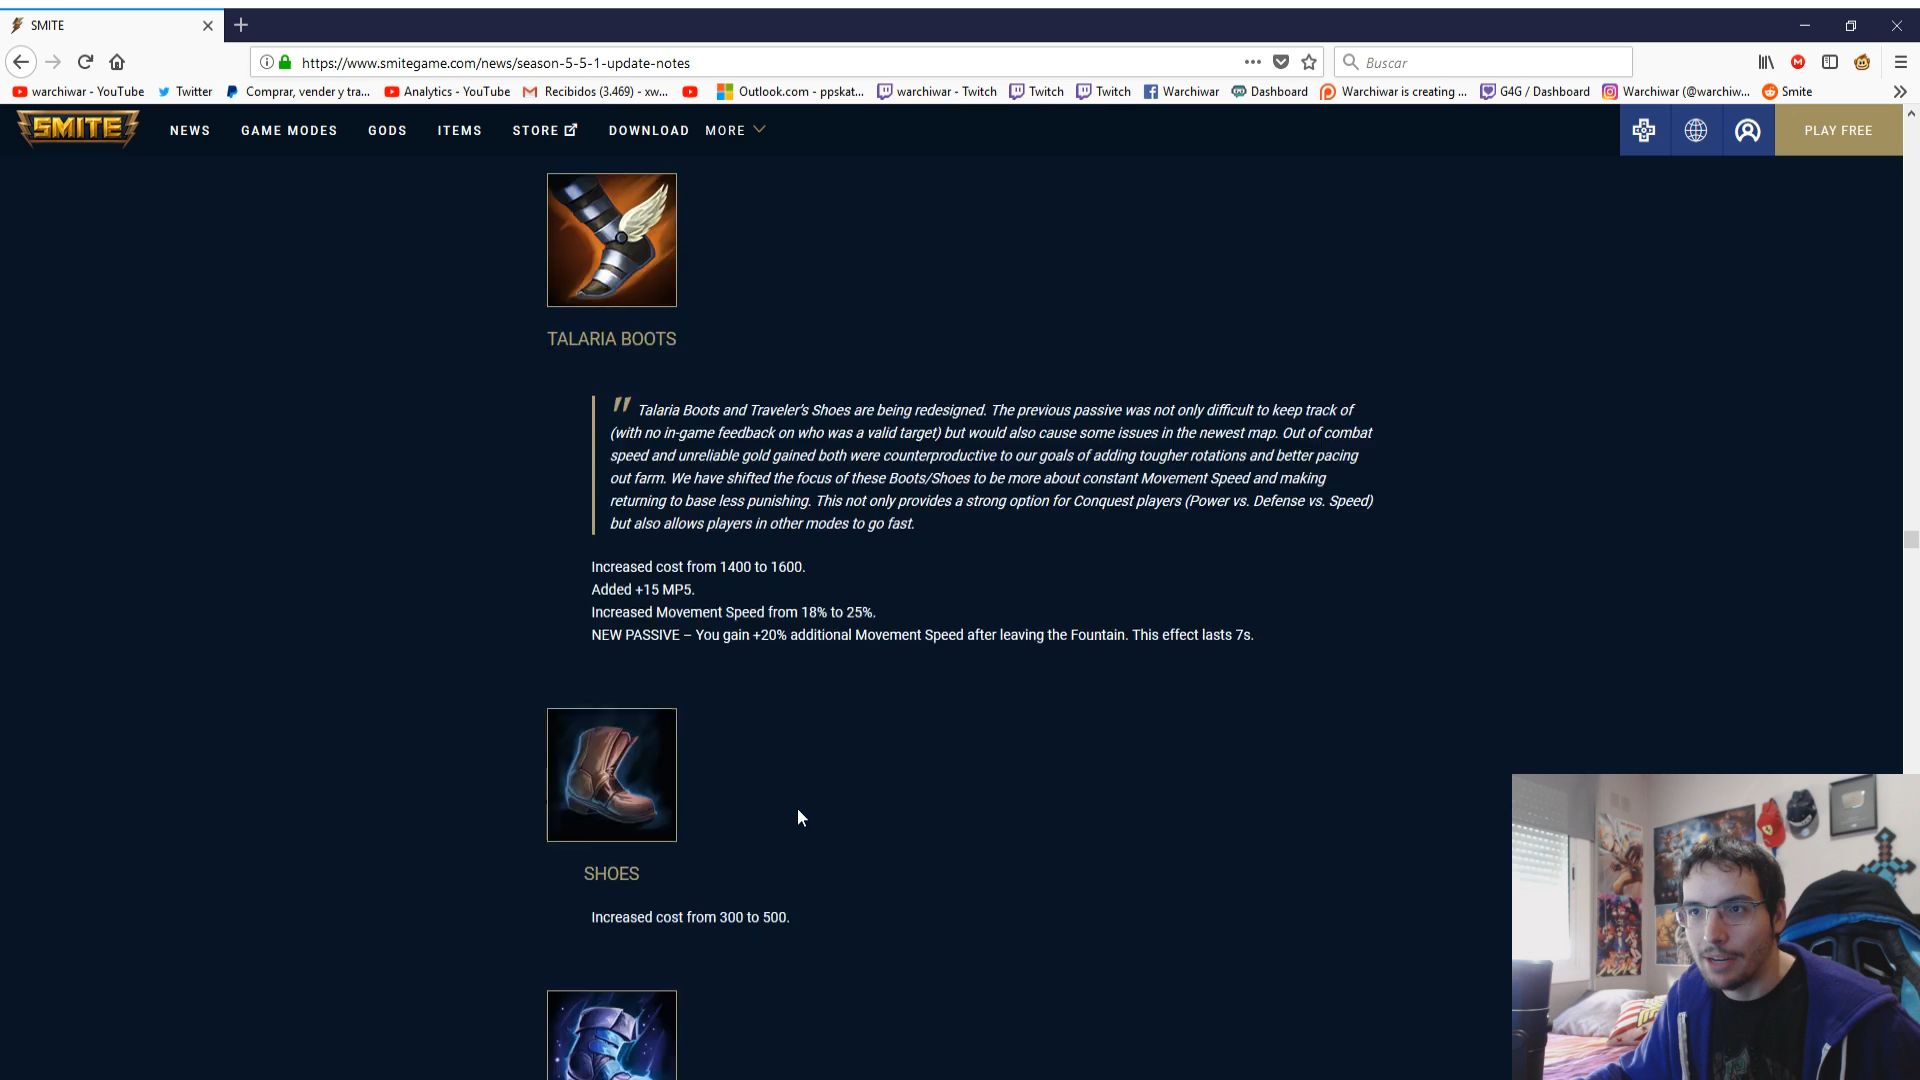 SMITE
https://www.smitegame.com/news/season-5-5-1-update-notes
Buscar
warchiwar - YouTube
Twitter
Comprar, vender y tra...
Analytics - YouTube
Recibidos (3.469) - xw...
Outlook.com - ppskat...
warchiwar - Twitch
Twitch
Twitch
Warchiwar
Dashboard
Warchiwar is creating ...
G4G / Dashboard
Warchiwar (@warchiw...
Smite
SMITE
NEWS
GAME MODES
GODS
ITEMS
STORE
DOWNLOAD
MORE
PLAY FREE
TALARIA BOOTS
" Talaria Boots and Traveler's Shoes are being redesigned. The previous passive was not only difficult to keep track of
(with no in-game feedback on who was a valid target) but would also cause some issues in the newest map. Out of combat
speed and unreliable gold gained both were counterproductive to our goals of adding tougher rotations and better pacing
out farm. We have shifted the focus of these Boots/Shoes to be more about constant Movement Speed and making
returning to base less punishing. This not only provides a strong option for Conquest players (Power vs. Defense vs. Speed)
but also allows players in other modes to go fast.
Increased cost from 1400 to 1600.
Added +15 MP5.
Increased Movement Speed from 18% to 25%.
NEW PASSIVE – You gain +20% additional Movement Speed after leaving the Fountain. This effect lasts 7s.
SHOES
Increased cost from 300 to 500.